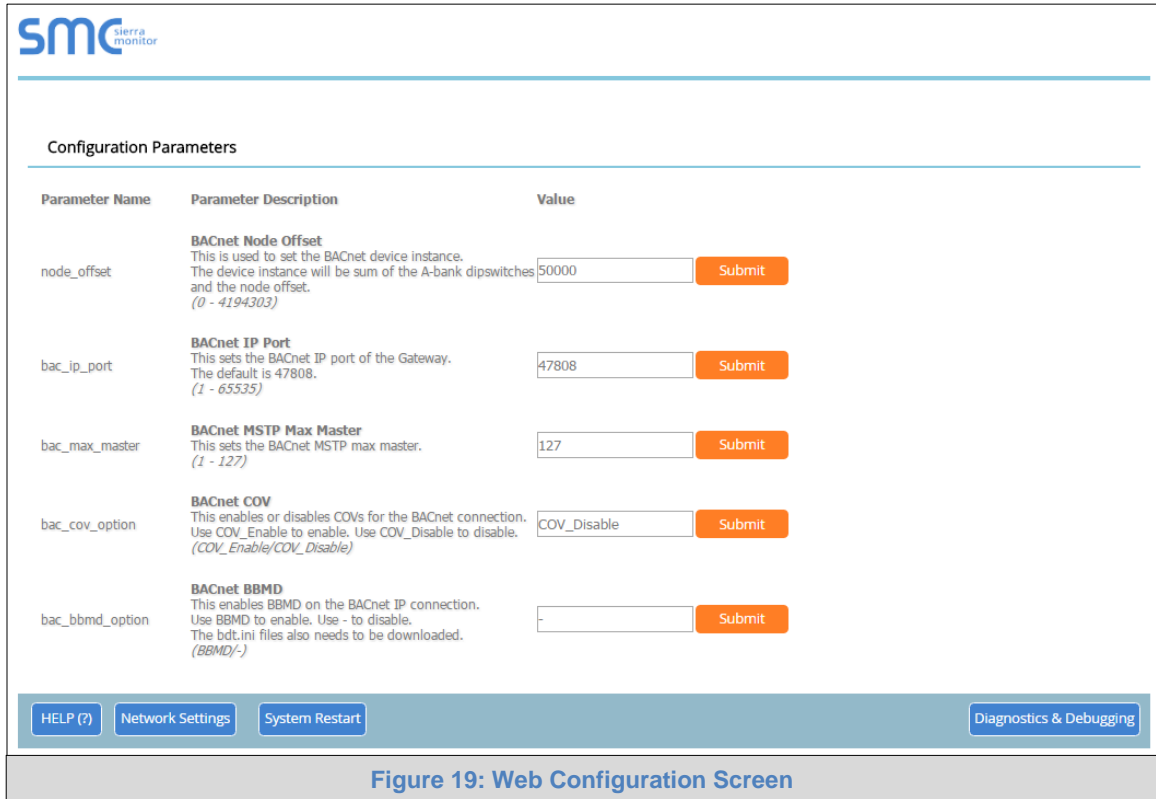 SMC sierra monitor
Configuration Parameters
Parameter Name Parameter Description Value
BACnet Node Offset
This is used to set the BACnet device instance.
node_offset The device instance will be sum of the A-bank dipswitches 50000 Submit
and the node offset.
(0 - 4194303)
BACnet IP Port
This sets the BACnet IP port of the Gateway.
bac_ip_port The default is 47808. 47808 Submit
(1 - 65535)
BACnet MSTP Max Master
bac_max_master This sets the BACnet MSTP max master. 127 Submit
(1 - 127)
BACnet COV
This enables or disables COVs for the BACnet connection.
bac_cov_option Use COV_Enable to enable. Use COV_Disable to disable. COV_Disable Submit
(COV_Enable/COV_Disable)
BACnet BBMD
This enables BBMD on the BACnet IP connection.
bac_bbmd_option Use BBMD to enable. Use - to disable. - Submit
The bdt.ini files also needs to be downloaded.
(BBMD/-)
HELP (?) Network Settings System Restart Diagnostics & Debugging
Figure 19: Web Configuration Screen